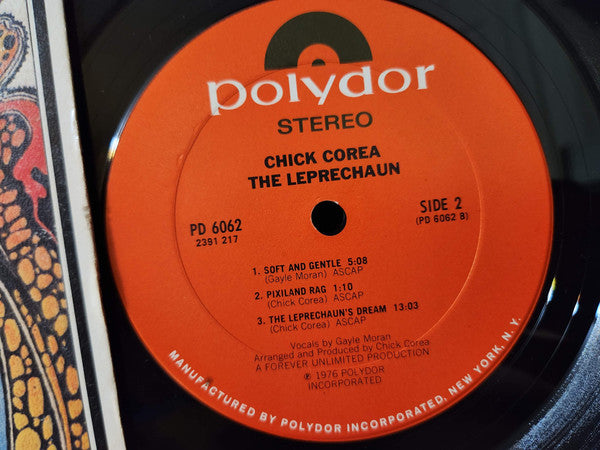 polydor
STEREO
CHICK COREA
THE LEPRECHAUN
PD 6062
2391 217
SIDE 2
(PD 6062 B)
1. SOFT AND GENTLE 5:08
(Gayle Moran) ASCAP
2. PIXILAND RAG 1:10
(Chick Corea) ASCAP
3. THE LEPRECHAUN'S DREAM 13:03
(Chick Corea) ASCAP
Vocals by Gayle Moran
Arranged and Produced by Chick Corea
A FOREVER UNLIMITED PRODUCTION
℗ 1976 POLYDOR
INCORPORATED
MANUFACTURED BY POLYDOR INCORPORATED, NEW YORK, N.Y.